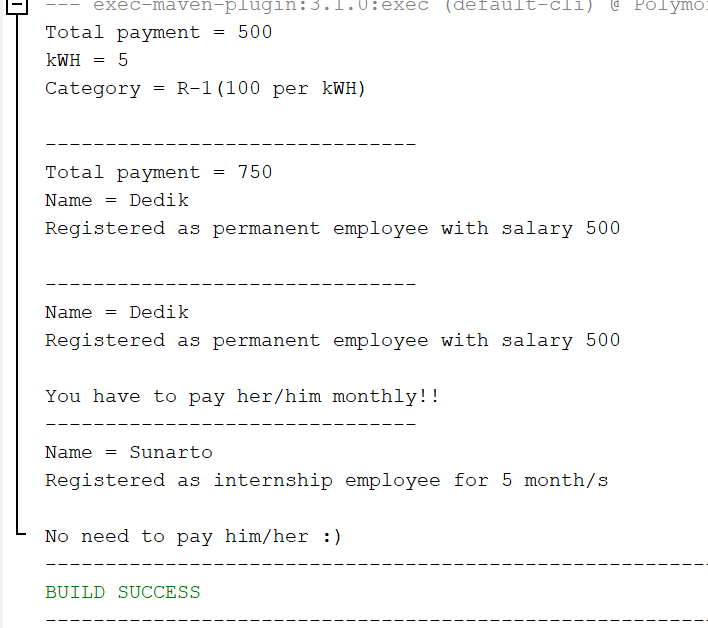 --- exec-maven-plugin:3.1.0:exec (default-cli) @ Polymo
Total payment = 500
kWH = 5
Category = R-1(100 per kWH)
-------------------------------
Total payment = 750
Name = Dedik
Registered as permanent employee with salary 500
-------------------------------
Name = Dedik
Registered as permanent employee with salary 500
You have to pay her/him monthly!!
-------------------------------
Name = Sunarto
Registered as internship employee for 5 month/s
No need to pay him/her :)
--------------------------------------------------------
BUILD SUCCESS
--------------------------------------------------------